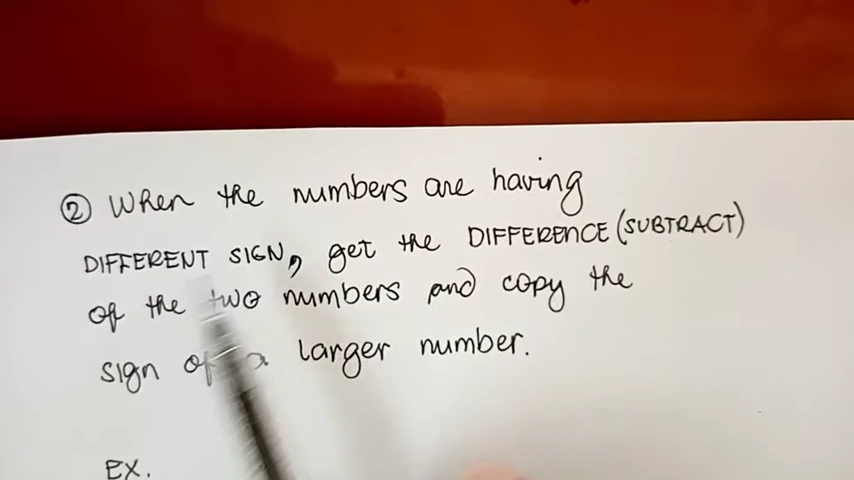 ② When the numbers are having
DIFFERENT SIGN, get the DIFFERENCE (SUBTRACT)
of the two numbers and copy the
sign of a larger number.
EX.